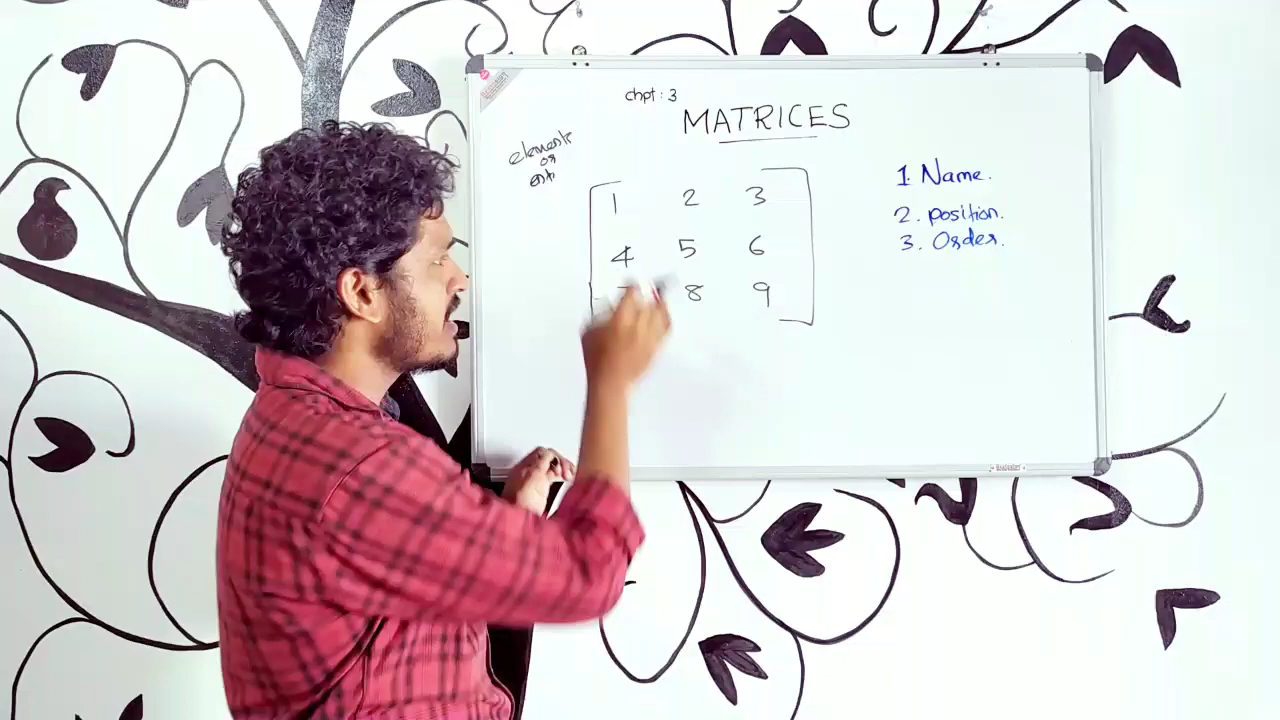 chpt : 3
MATRICES
elements
or
1 2 3
4 5 6
8 9
1. Name.
2. position.
3. Order.